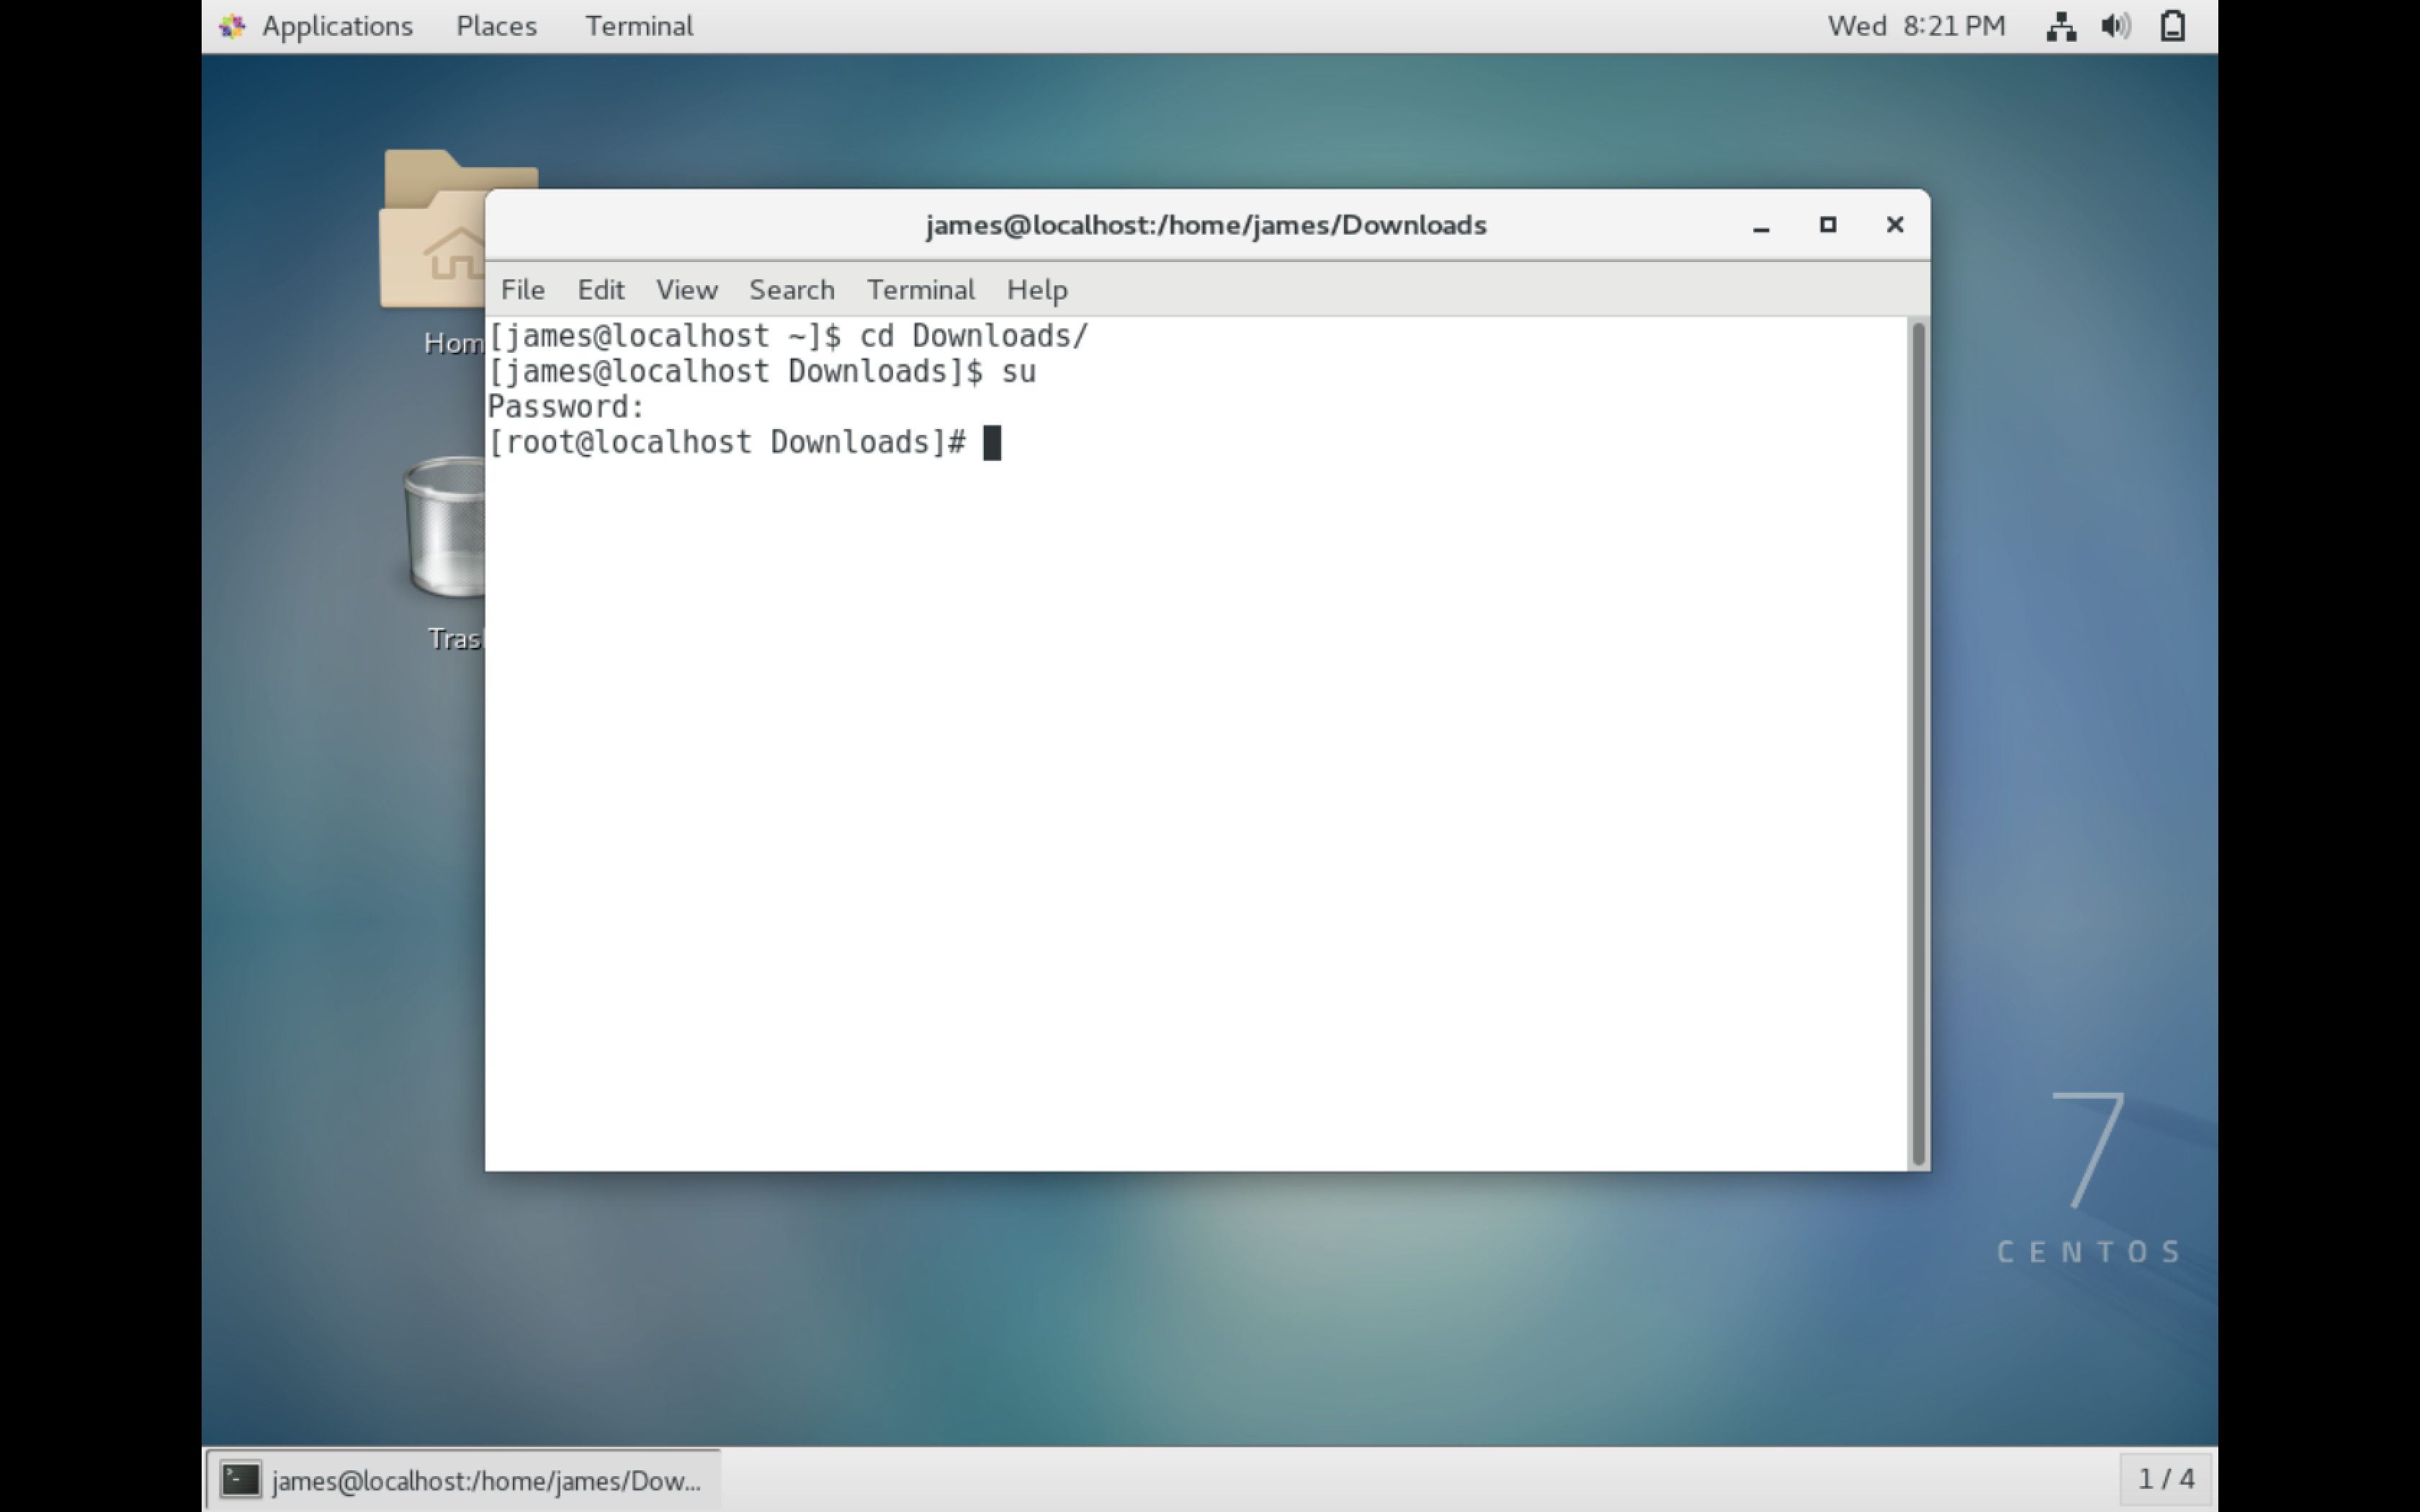 Applications Places Terminal Wed 8:21 PM
james@localhost:/home/james/Downloads
File Edit View Search Terminal Help
[james@localhost ~]$ cd Downloads/
[james@localhost Downloads]$ su
Password:
[root@localhost Downloads]#
Hom
Tras
7
CENTOS
james@localhost:/home/james/Dow...
1 / 4